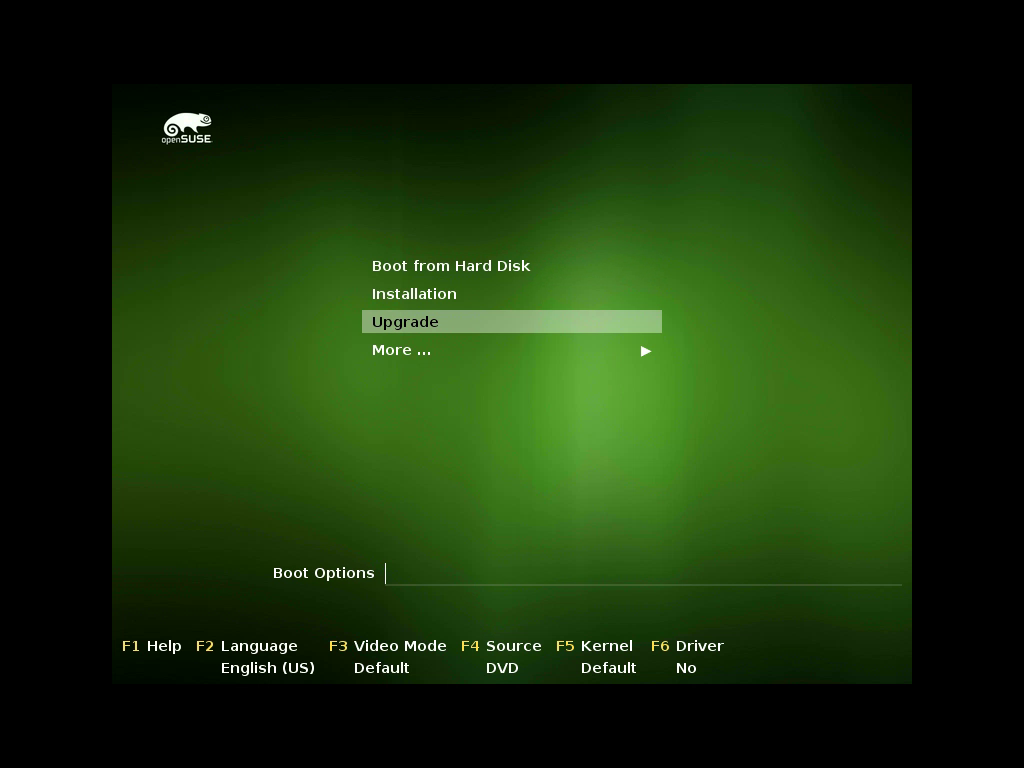 openSUSE
Boot from Hard Disk
Installation
Upgrade
More ...
Boot Options
F1 Help F2 Language F3 Video Mode F4 Source F5 Kernel F6 Driver
English (US) Default DVD Default No